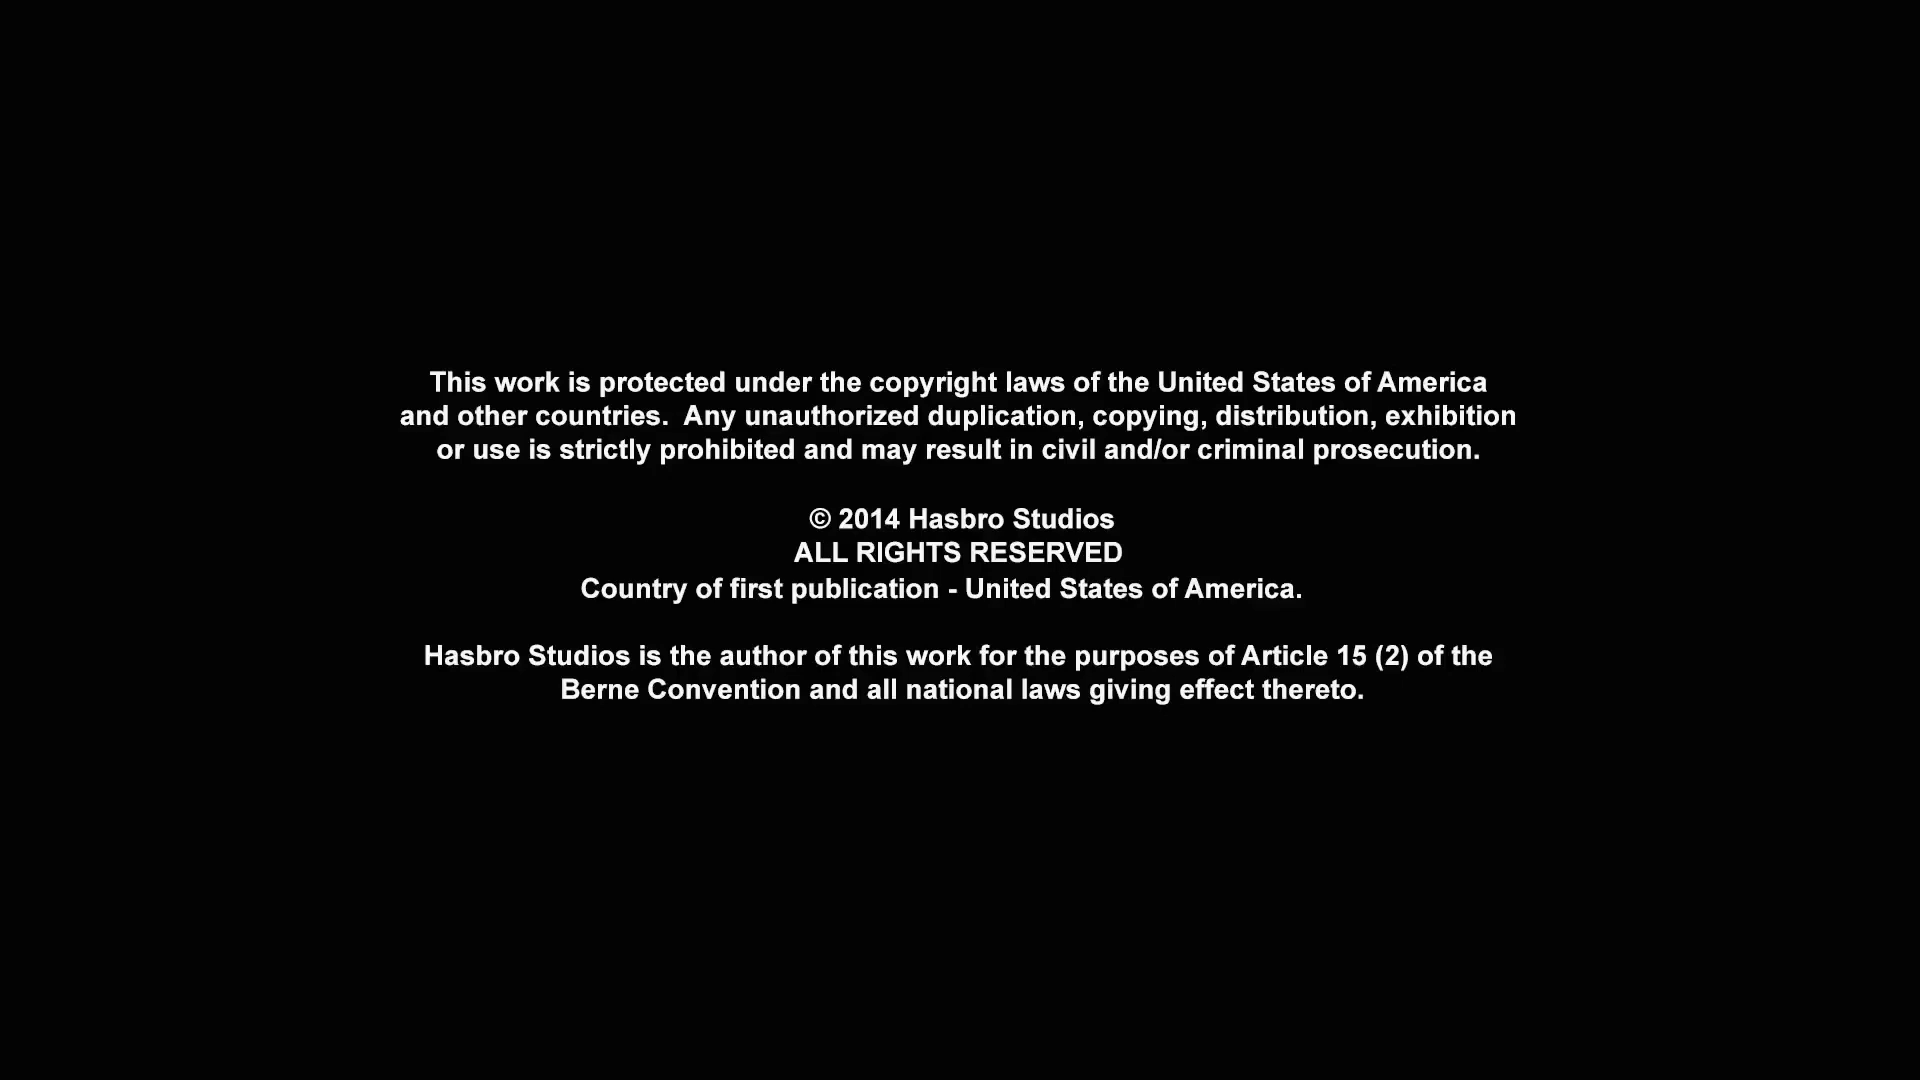 This work is protected under the copyright laws of the United States of America
and other countries.  Any unauthorized duplication, copying, distribution, exhibition
or use is strictly prohibited and may result in civil and/or criminal prosecution.
© 2014 Hasbro Studios
ALL RIGHTS RESERVED
Country of first publication - United States of America.
Hasbro Studios is the author of this work for the purposes of Article 15 (2) of the
Berne Convention and all national laws giving effect thereto.